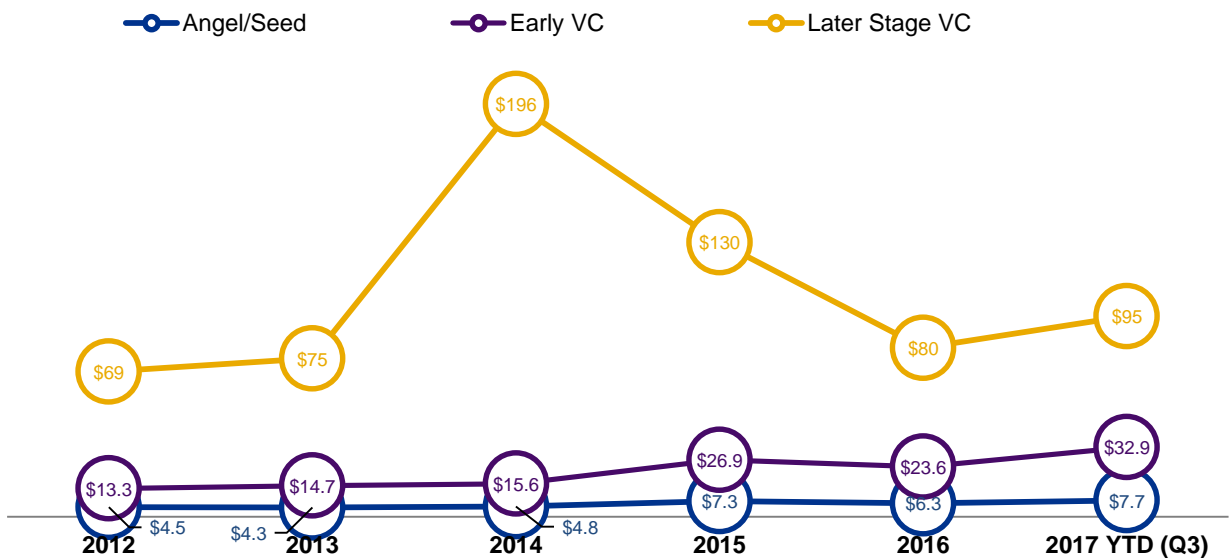 Angel/Seed Early VC Later Stage VC
$196
$130
$95
$80
$75
$69
$32.9
$26.9
$23.6
$13.3 $14.7 $15.6
$7.3 $6.3 $7.7
$4.5 $4.3 $4.8
2012 2013 2014 2015 2016 2017 YTD (Q3)